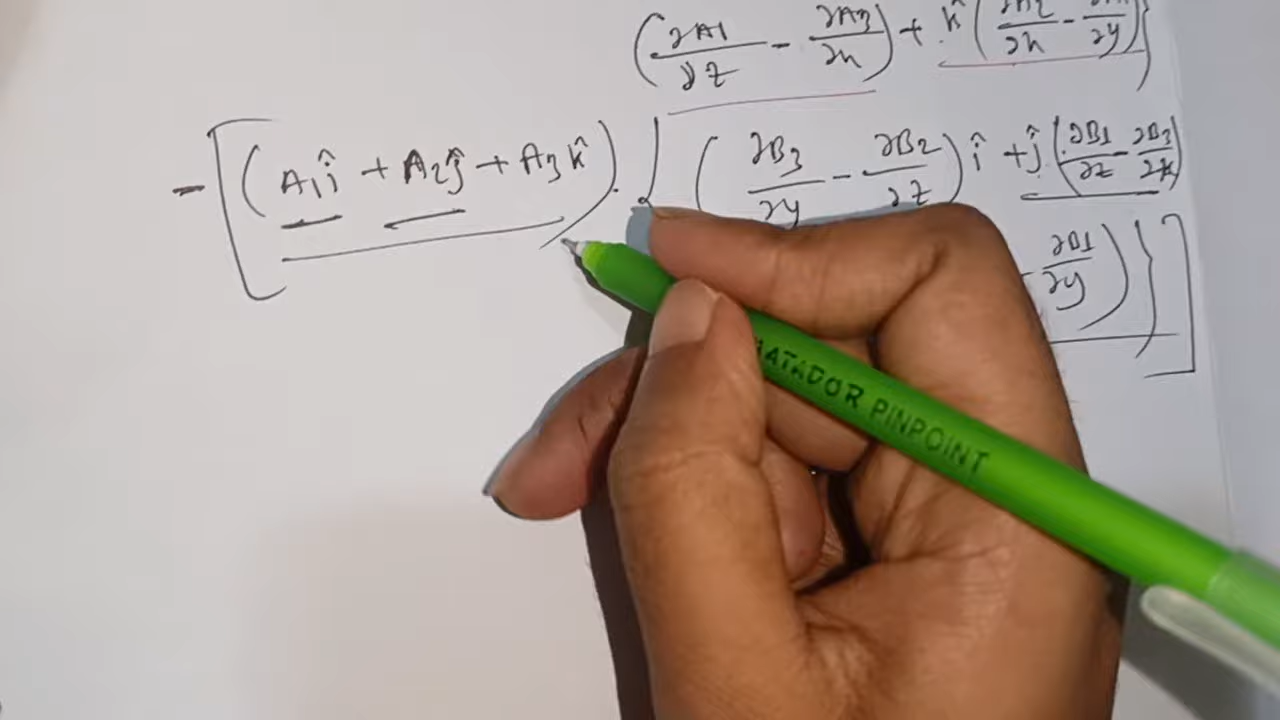 (∂A1/∂z - ∂A3/∂x) + k̂ (∂A2/∂x - ∂A1/∂y)}
- [(A1î + A2ĵ + A3k̂) . {(∂B3/∂y - ∂B2/∂z) î + ĵ (∂B1/∂z - ∂B3/∂x)
- ∂B1/∂y)}]
MATADOR PINPOINT